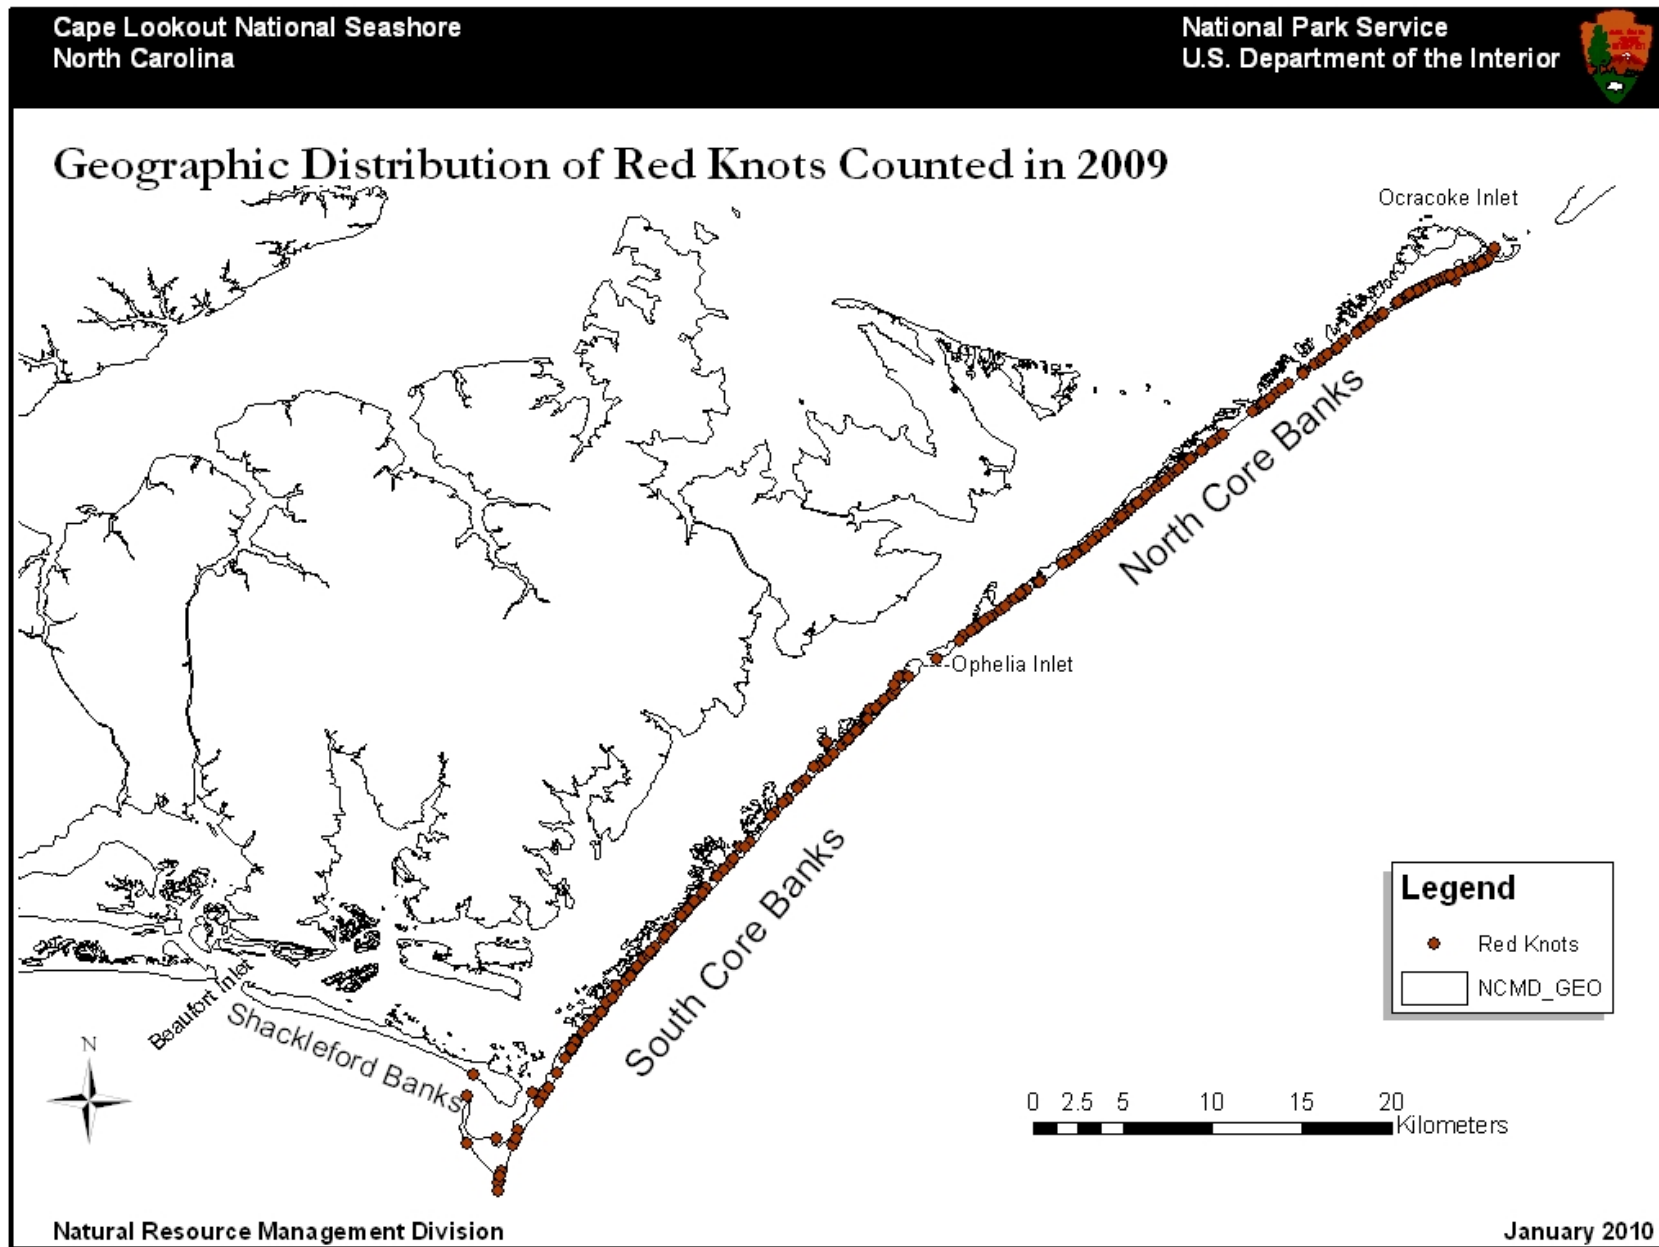 Cape Lookout National Seashore
North Carolina
National Park Service
U.S. Department of the Interior
Geographic Distribution of Red Knots Counted in 2009
Ocracoke Inlet
North Core Banks
Ophelia Inlet
South Core Banks
Beaufort Inlet
Shackleford Banks
N
Legend
Red Knots
NCMD_GEO
0 2.5 5 10 15 20
Kilometers
Natural Resource Management Division
January 2010